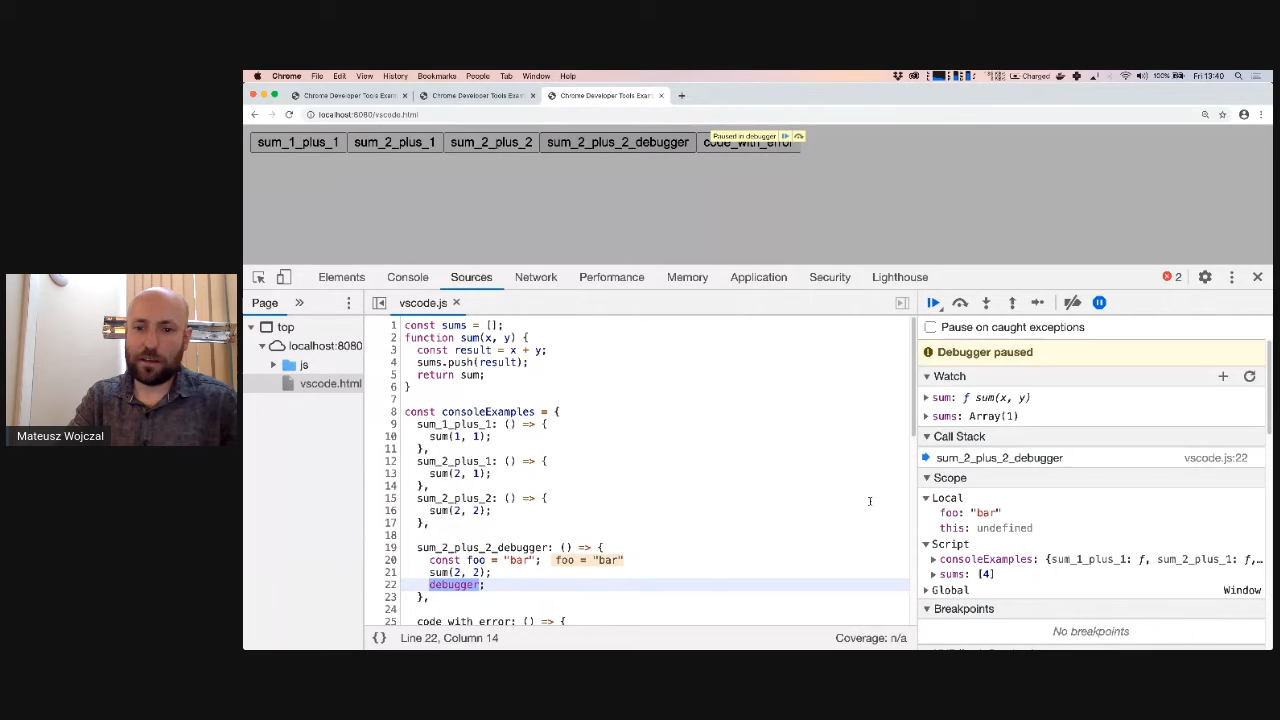 Chrome File Edit View History Bookmarks People Tab Window Help Charged 100% Fri 13:40
Chrome Developer Tools Exam Chrome Developer Tools Exam Chrome Developer Tools Exam
localhost:8080/vscode.html
Paused in debugger
sum_1_plus_1 sum_2_plus_1 sum_2_plus_2 sum_2_plus_2_debugger code_with_error
Elements Console Sources Network Performance Memory Application Security Lighthouse 2
Page » vscode.js
top
localhost:8080
js
vscode.html
1 const sums = [];
2 function sum(x, y) {
3 const result = x + y;
4 sums.push(result);
5 return sum;
6 }
7
8 const consoleExamples = {
9 sum_1_plus_1: () => {
10 sum(1, 1);
11 },
12 sum_2_plus_1: () => {
13 sum(2, 1);
14 },
15 sum_2_plus_2: () => {
16 sum(2, 2);
17 },
18
19 sum_2_plus_2_debugger: () => {
20 const foo = "bar"; foo = "bar"
21 sum(2, 2);
22 debugger;
23 },
24
25 code_with_error: () => {
{} Line 22, Column 14 Coverage: n/a
Pause on caught exceptions
Debugger paused
Watch
sum: ƒ sum(x, y)
sums: Array(1)
Call Stack
sum_2_plus_2_debugger vscode.js:22
Scope
Local
foo: "bar"
this: undefined
Script
consoleExamples: {sum_1_plus_1: ƒ, sum_2_plus_1: ƒ,…
sums: [4]
Global Window
Breakpoints
No breakpoints
Mateusz Wojczal